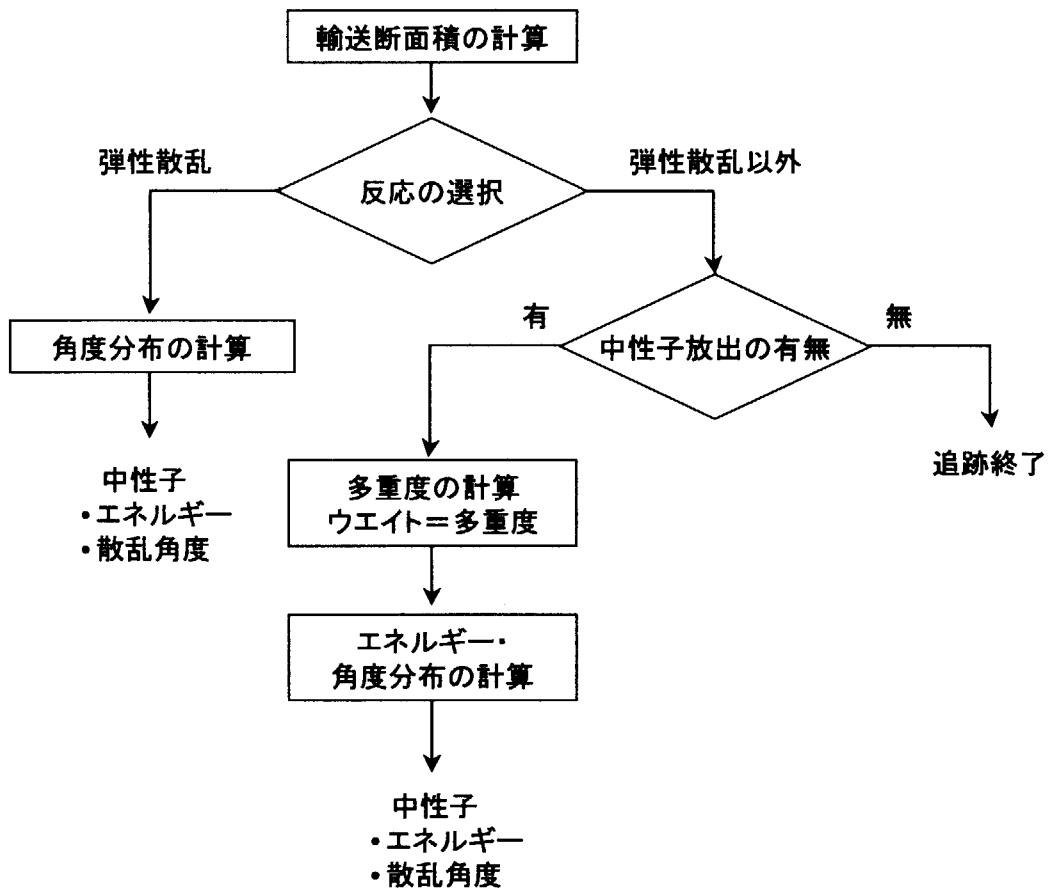 輸送断面積の計算
弾性散乱
反応の選択
弾性散乱以外
角度分布の計算
有
中性子放出の有無
無
中性子
・エネルギー
・散乱角度
多重度の計算
ウエイト＝多重度
追跡終了
エネルギー・
角度分布の計算
中性子
・エネルギー
・散乱角度